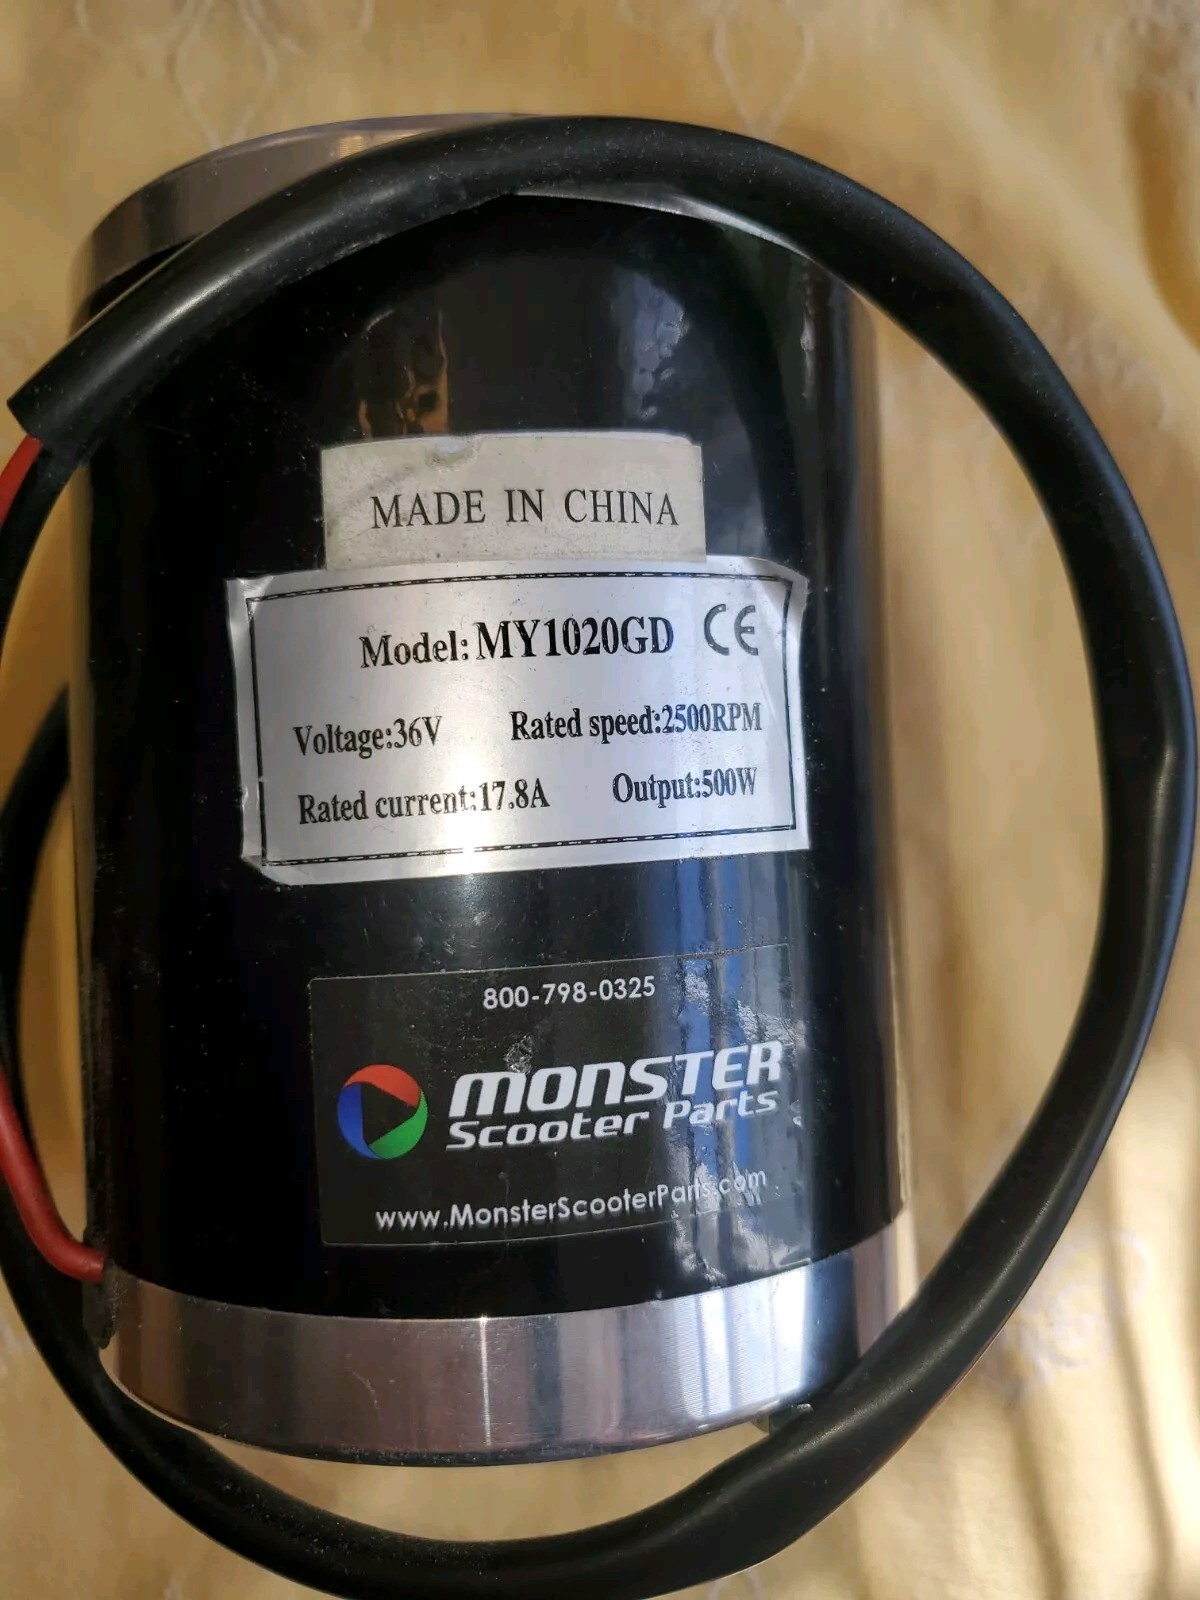 MADE IN CHINA
Model: MY1020GD CE
Voltage:36V Rated speed:2500RPM
Rated current:17.8A Output:500W
800-798-0325
MONSTER
Scooter Parts
www.MonsterScooterParts.com